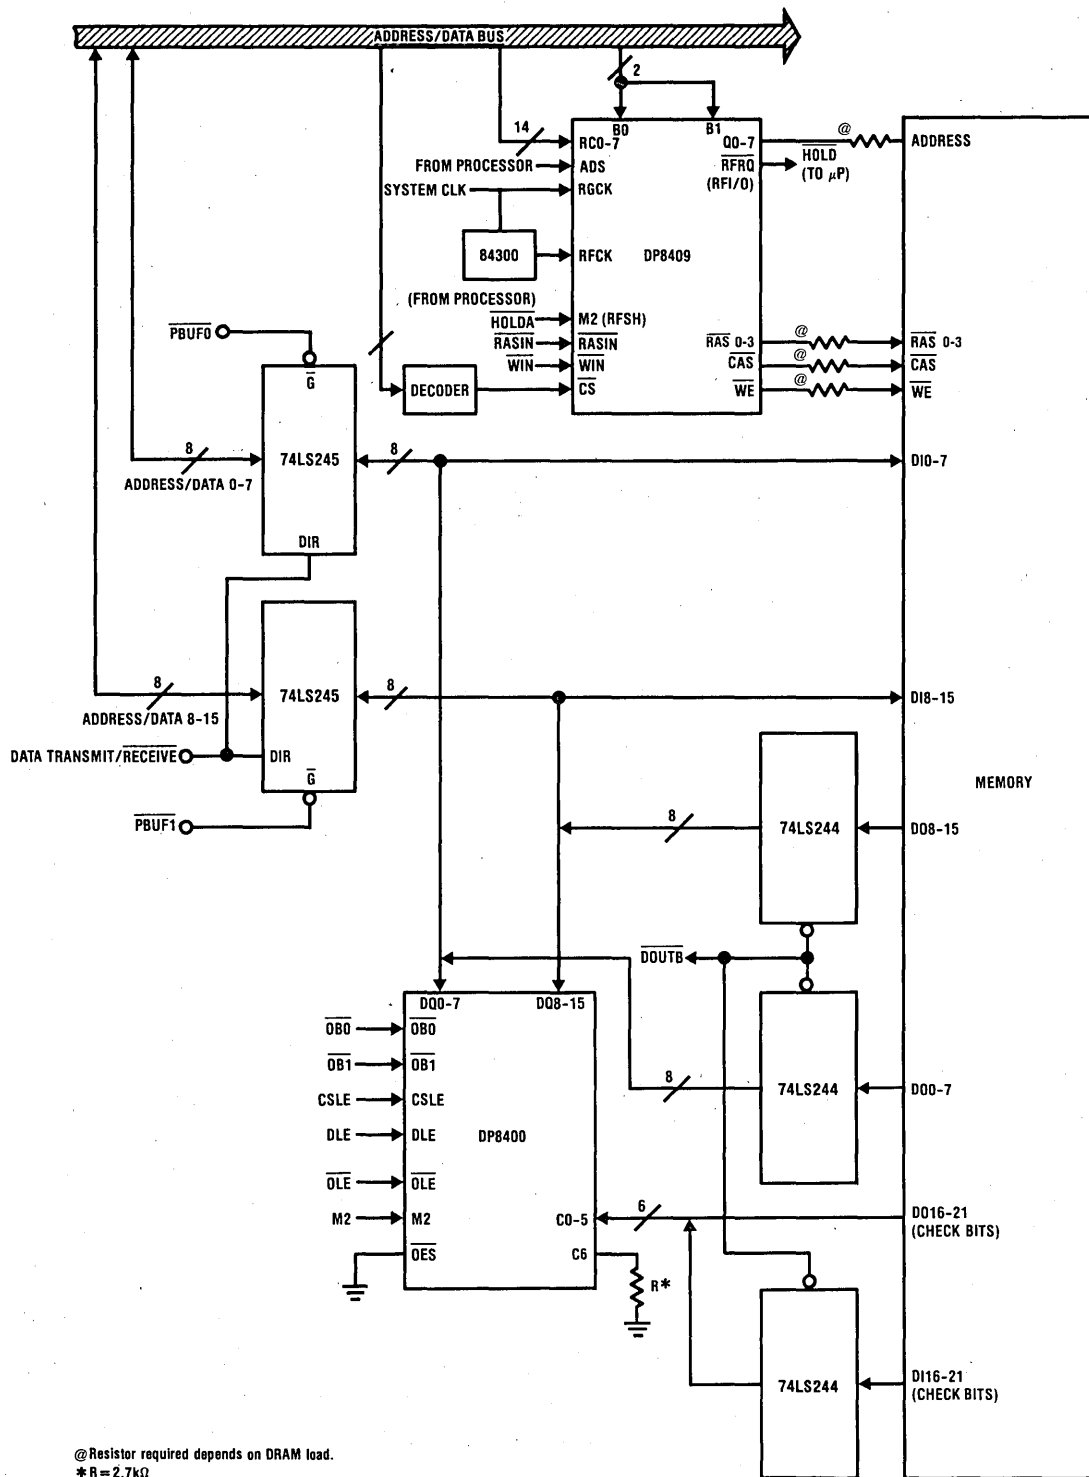 ADDRESS/DATA BUS
2
B0 B1
14
RC0-7
Q0-7
@
ADDRESS
FROM PROCESSOR
ADS
RFRQ
(RFI/O)
HOLD
(TO μP)
SYSTEM CLK
RGCK
84300
RFCK
DP8409
(FROM PROCESSOR)
HOLDA
M2 (RFSH)
PBUF0
RASIN
RASIN
RAS 0-3
@
RAS 0-3
WIN
WIN
CAS
@
CAS
DECODER
CS
WE
@
WE
G
8
74LS245
8
DI0-7
ADDRESS/DATA 0-7
DIR
8
74LS245
8
DI8-15
ADDRESS/DATA 8-15
DATA TRANSMIT/RECEIVE
DIR
G
MEMORY
PBUF1
8
74LS244
DO8-15
DOUTB
DQ0-7
DQ8-15
OB0
OB0
OB1
OB1
8
74LS244
DO0-7
CSLE
CSLE
DLE
DLE
DP8400
OLE
OLE
M2
M2
C0-5
6
DO16-21
(CHECK BITS)
OES
C6
R*
74LS244
DI16-21
(CHECK BITS)
@Resistor required depends on DRAM load.
*R=2.7kΩ